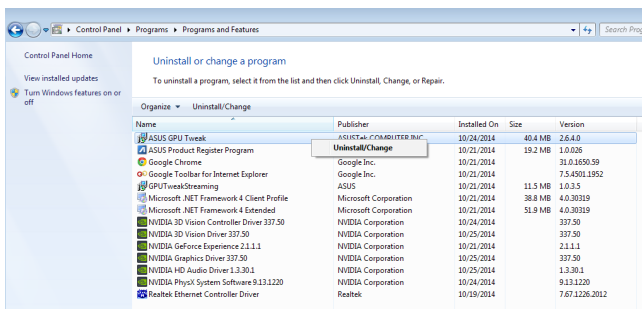 Control Panel ▸ Programs ▸ Programs and Features
Search Prog
Control Panel Home
View installed updates
Turn Windows features on or
off
Uninstall or change a program
To uninstall a program, select it from the list and then click Uninstall, Change, or Repair.
Organize Uninstall/Change
Name Publisher Installed On Size Version
ASUS GPU Tweak ASUSTek COMPUTER INC. 10/24/2014 40.4 MB 2.6.4.0
Uninstall/Change
ASUS Product Register Program 10/21/2014 19.2 MB 1.0.026
Google Chrome Google Inc. 10/21/2014 31.0.1650.59
Google Toolbar for Internet Explorer Google Inc. 10/21/2014 7.5.4501.1952
GPUTweakStreaming ASUS 10/21/2014 11.5 MB 1.0.3.5
Microsoft .NET Framework 4 Client Profile Microsoft Corporation 10/21/2014 38.8 MB 4.0.30319
Microsoft .NET Framework 4 Extended Microsoft Corporation 10/21/2014 51.9 MB 4.0.30319
NVIDIA 3D Vision Controller Driver 337.50 NVIDIA Corporation 10/24/2014 337.50
NVIDIA 3D Vision Driver 337.50 NVIDIA Corporation 10/25/2014 337.50
NVIDIA GeForce Experience 2.1.1.1 NVIDIA Corporation 10/21/2014 2.1.1.1
NVIDIA Graphics Driver 337.50 NVIDIA Corporation 10/25/2014 337.50
NVIDIA HD Audio Driver 1.3.30.1 NVIDIA Corporation 10/25/2014 1.3.30.1
NVIDIA PhysX System Software 9.13.1220 NVIDIA Corporation 10/24/2014 9.13.1220
Realtek Ethernet Controller Driver Realtek 10/19/2014 7.67.1226.2012